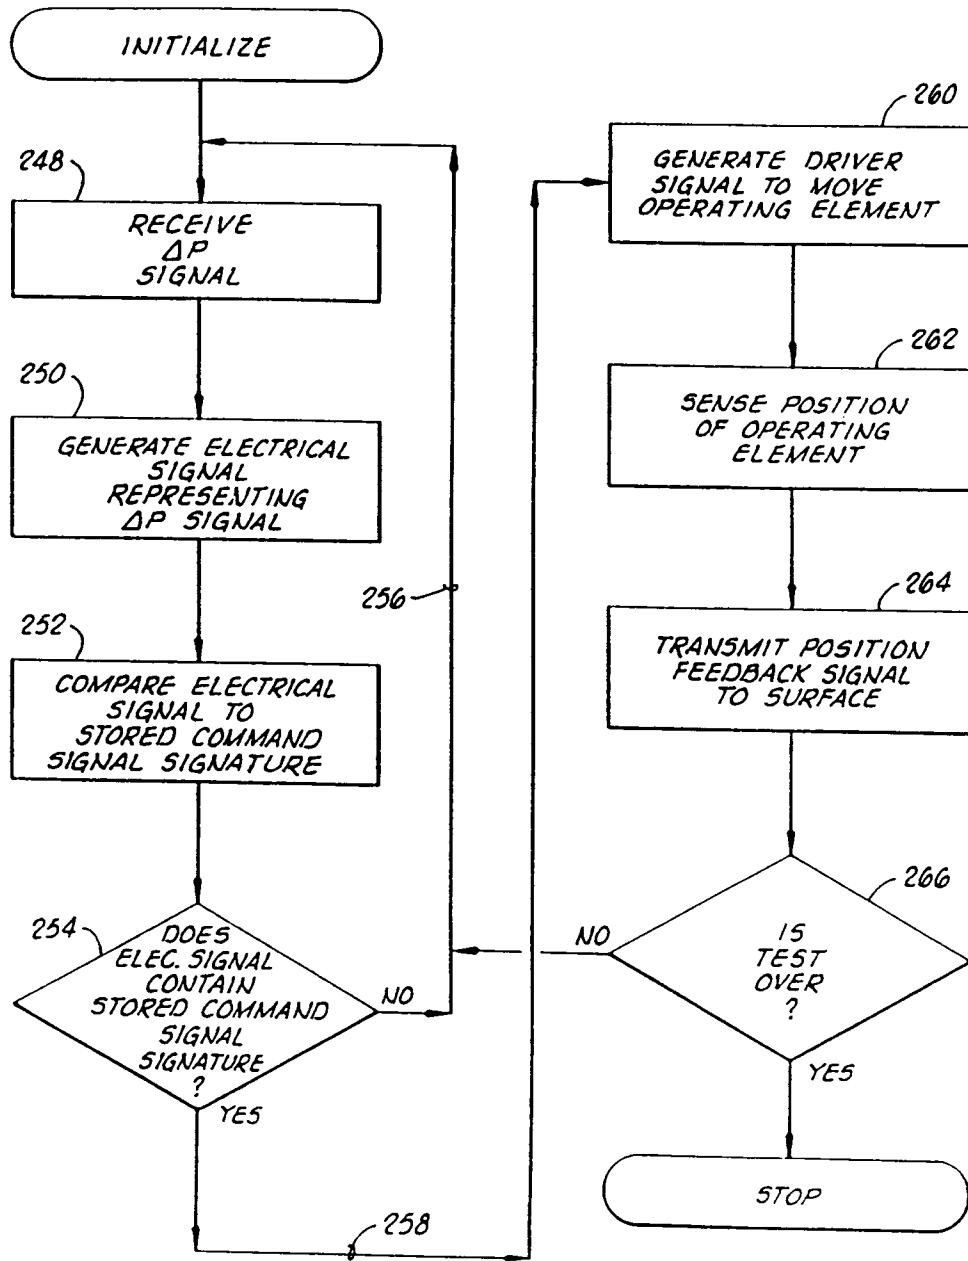 INITIALIZE
248
RECEIVE
ΔP
SIGNAL
250
GENERATE ELECTRICAL
SIGNAL
REPRESENTING
ΔP SIGNAL
252
COMPARE ELECTRICAL
SIGNAL TO
STORED COMMAND
SIGNAL SIGNATURE
254
DOES
ELEC. SIGNAL
CONTAIN
STORED COMMAND
SIGNAL
SIGNATURE
?
NO
YES
256
258
260
GENERATE DRIVER
SIGNAL TO MOVE
OPERATING ELEMENT
262
SENSE POSITION
OF OPERATING
ELEMENT
264
TRANSMIT POSITION
FEEDBACK SIGNAL
TO SURFACE
266
IS
TEST
OVER
?
NO
YES
STOP